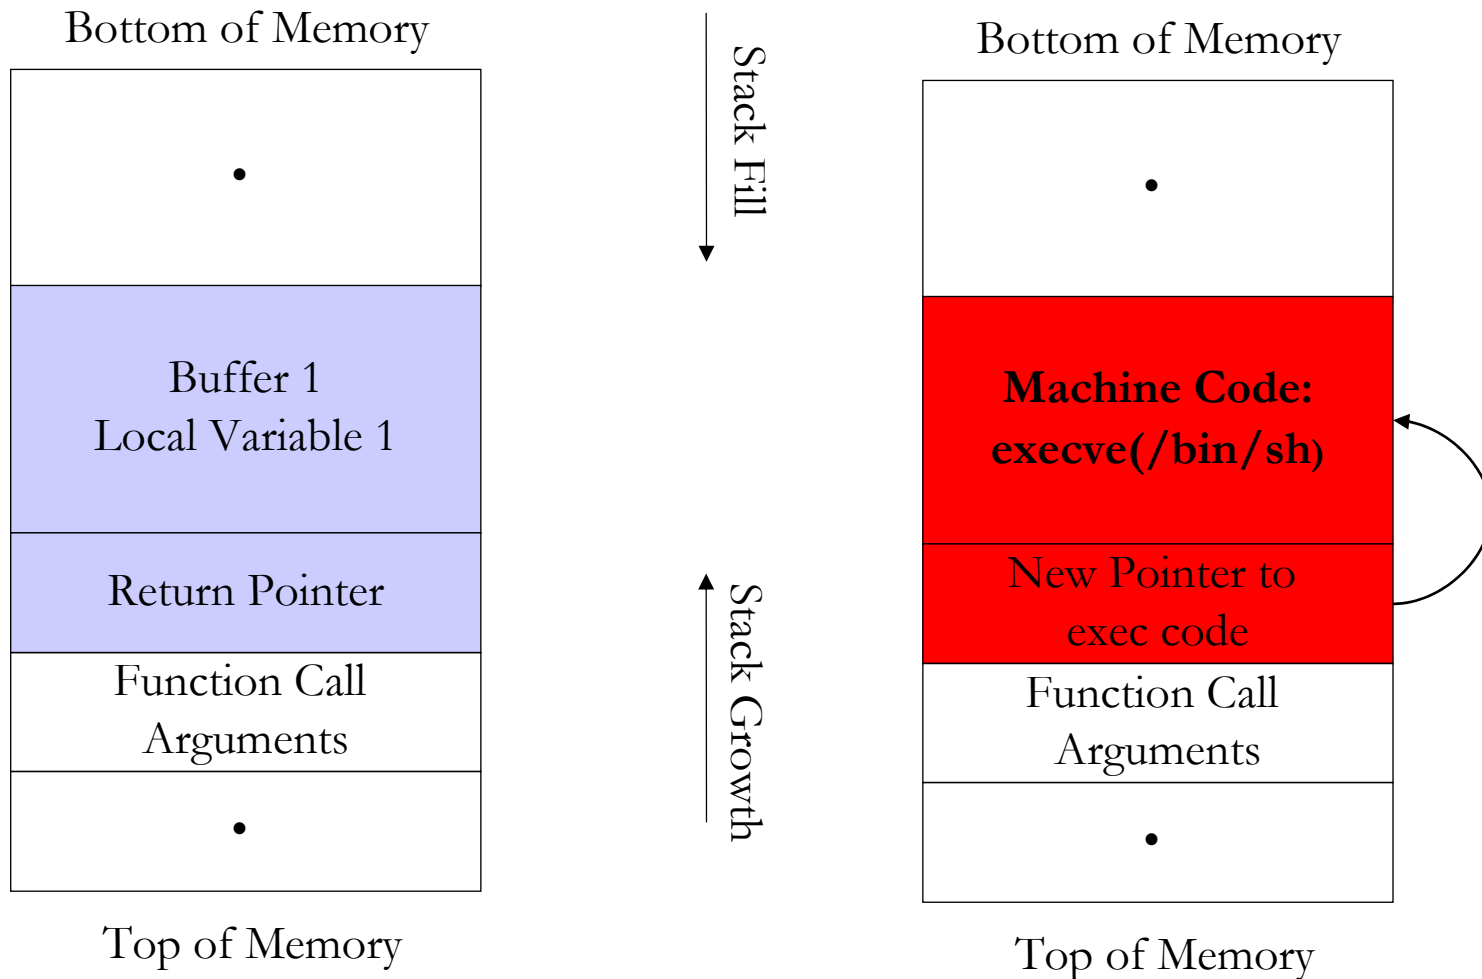 Bottom of Memory
•
Buffer 1
Local Variable 1
Return Pointer
Function Call
Arguments
•
Top of Memory
Stack Fill
Stack Growth
Bottom of Memory
•
Machine Code:
execve(/bin/sh)
New Pointer to
exec code
Function Call
Arguments
•
Top of Memory